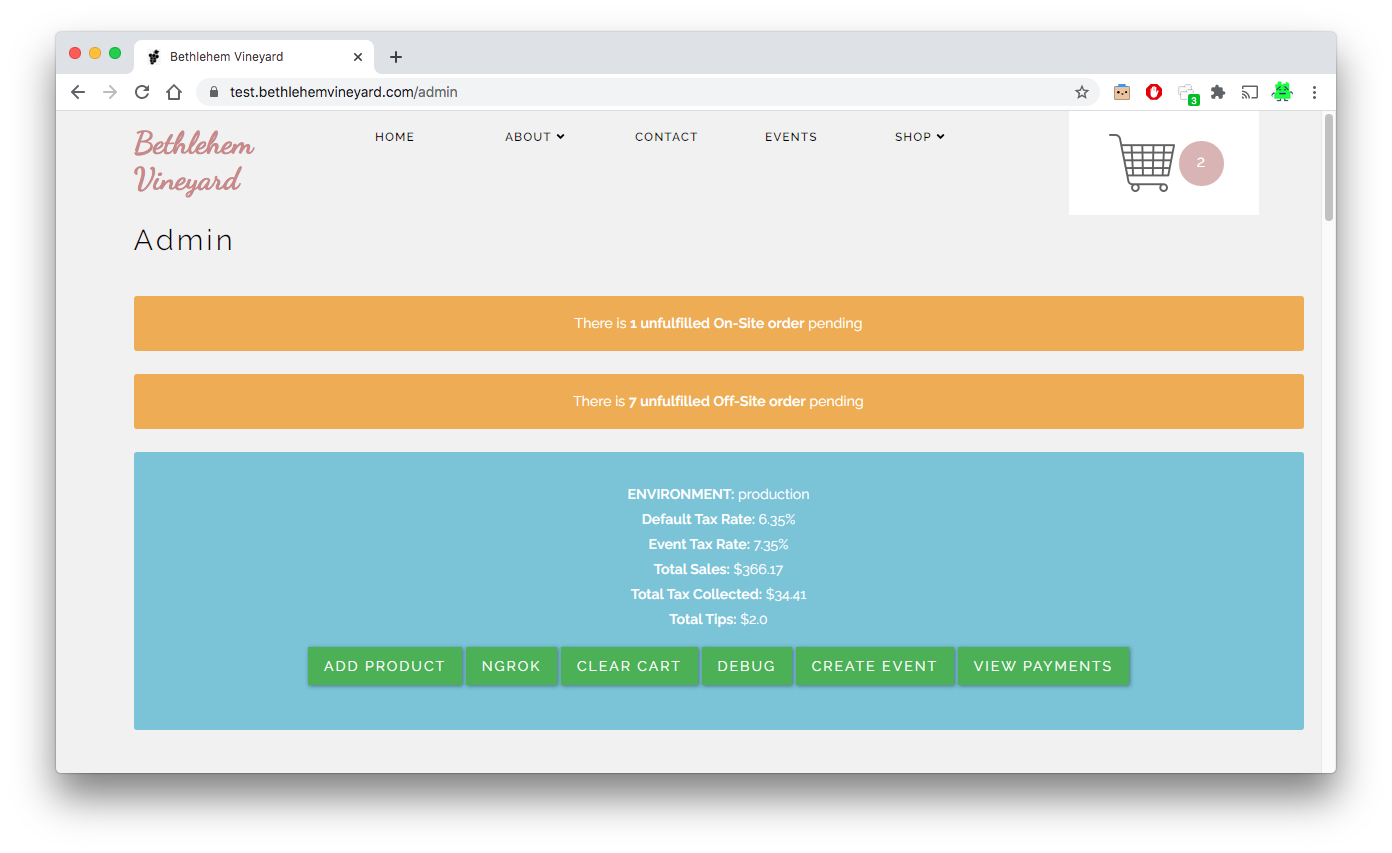 Bethlehem Vineyard
test.bethlehemvineyard.com/admin
3
Bethlehem
Vineyard
HOME ABOUT CONTACT EVENTS SHOP
2
Admin
There is 1 unfulfilled On-Site order pending
There is 7 unfulfilled Off-Site order pending
ENVIRONMENT: production
Default Tax Rate: 6.35%
Event Tax Rate: 7.35%
Total Sales: $366.17
Total Tax Collected: $34.41
Total Tips: $2.0
ADD PRODUCT NGROK CLEAR CART DEBUG CREATE EVENT VIEW PAYMENTS